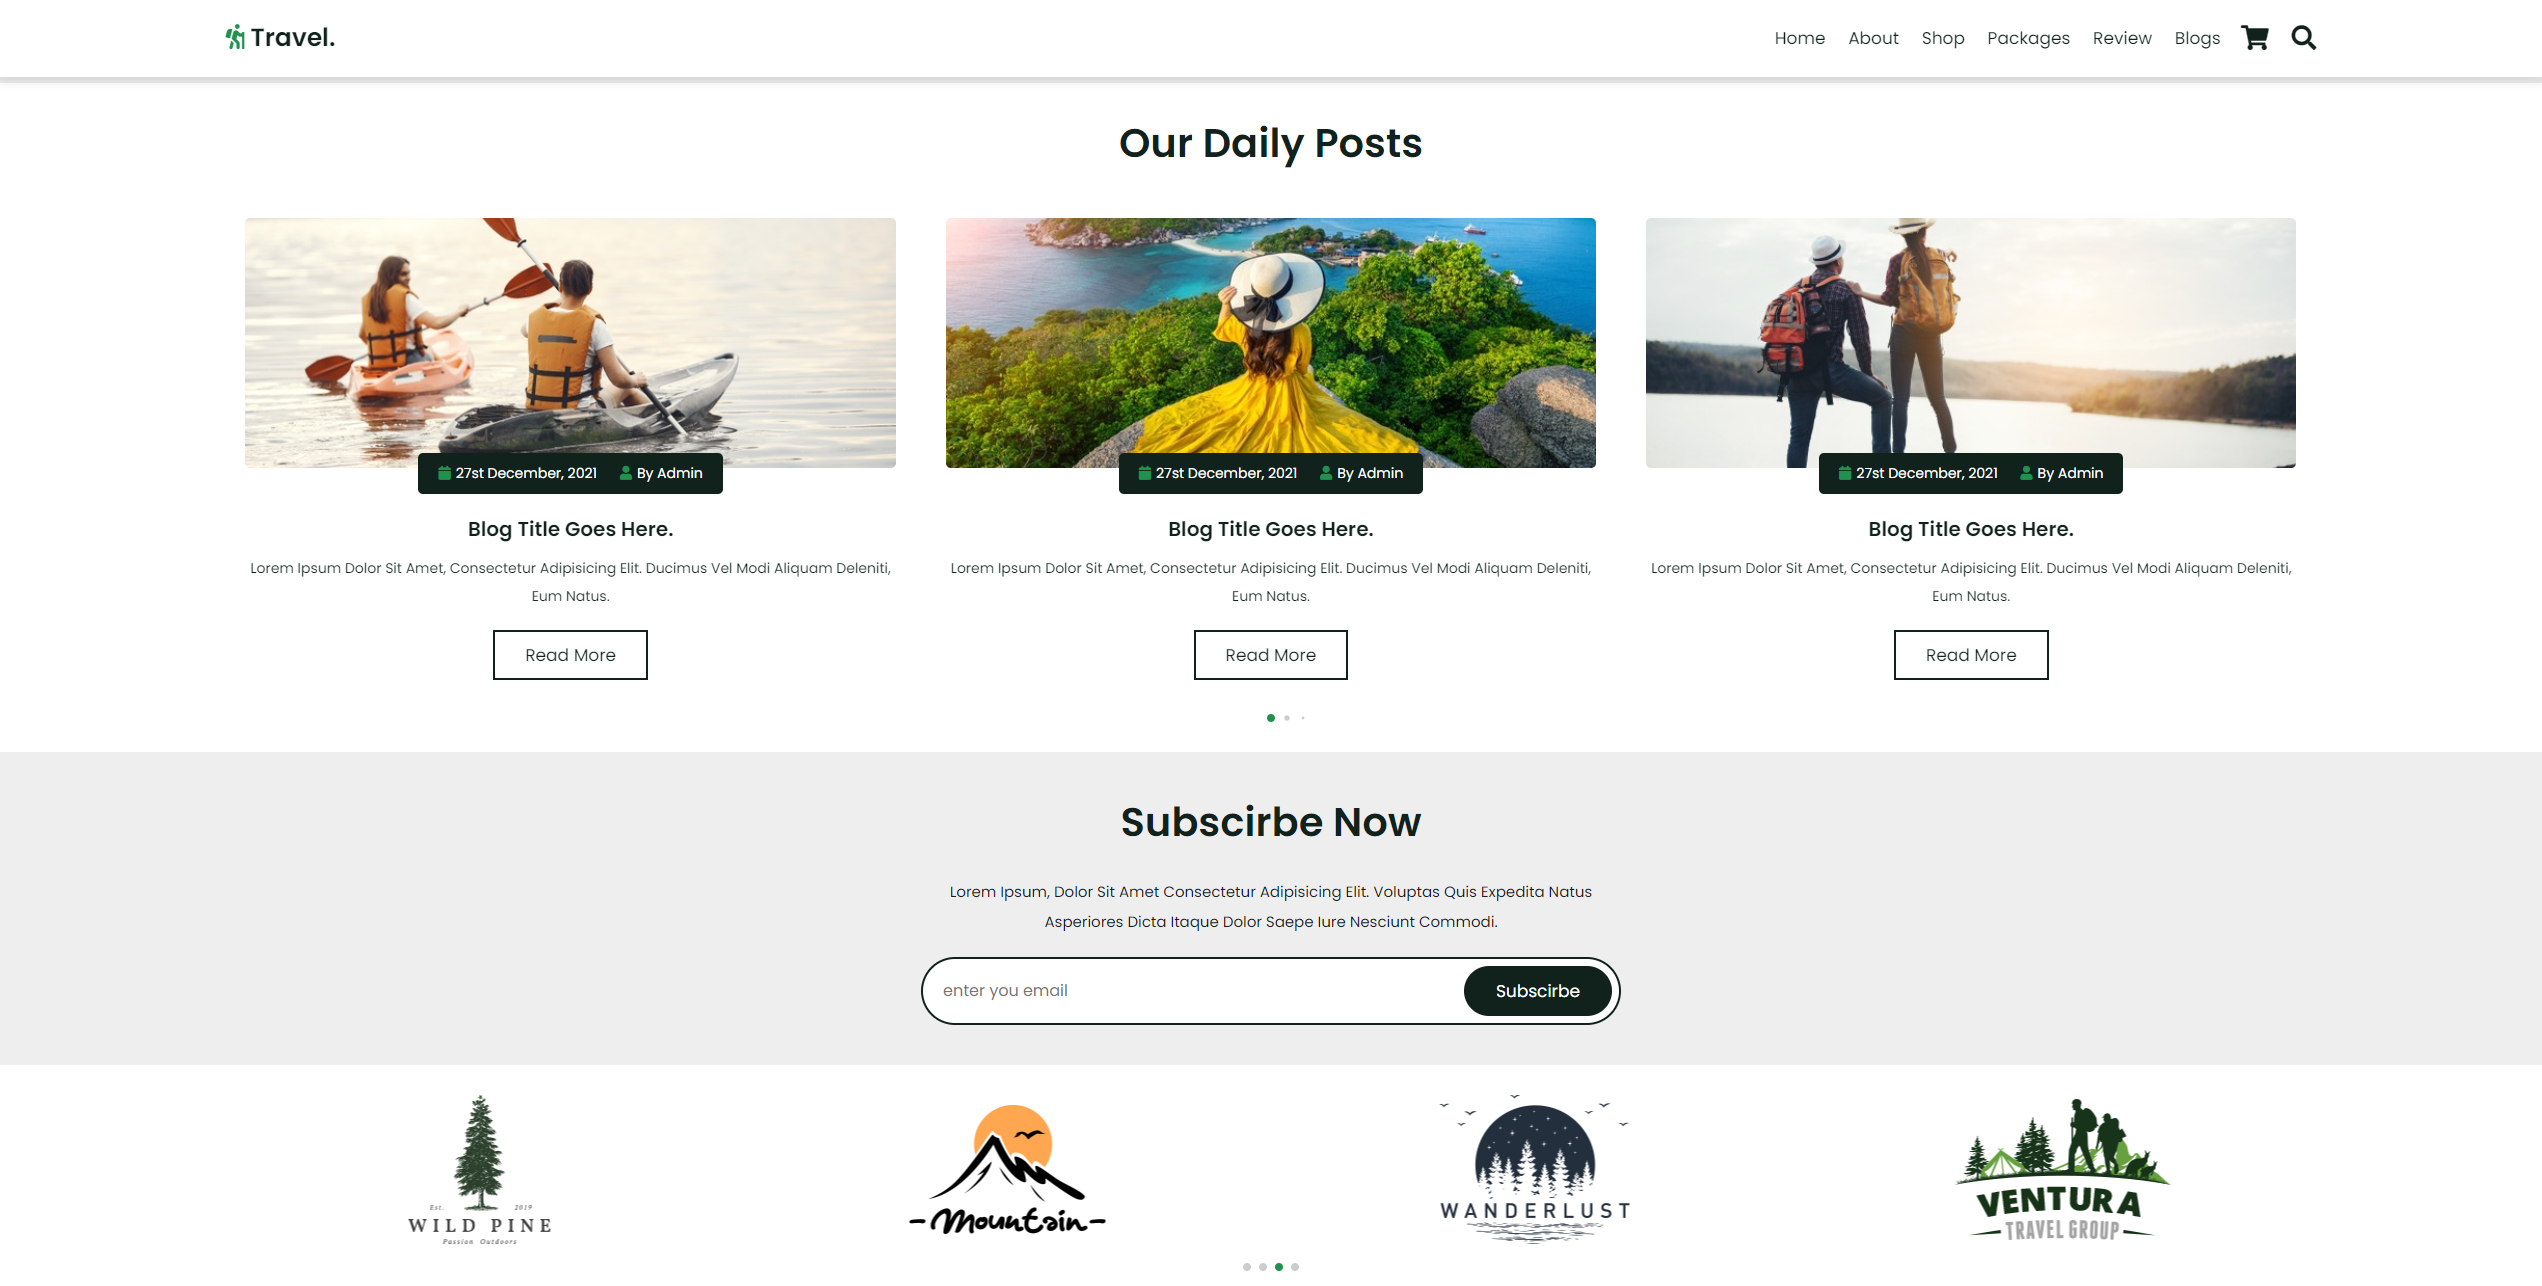 Travel.
Home About Shop Packages Review Blogs
Our Daily Posts
27st December, 2021 By Admin
Blog Title Goes Here.
Lorem Ipsum Dolor Sit Amet, Consectetur Adipisicing Elit. Ducimus Vel Modi Aliquam Deleniti,
Eum Natus.
Read More
27st December, 2021 By Admin
Blog Title Goes Here.
Lorem Ipsum Dolor Sit Amet, Consectetur Adipisicing Elit. Ducimus Vel Modi Aliquam Deleniti,
Eum Natus.
Read More
27st December, 2021 By Admin
Blog Title Goes Here.
Lorem Ipsum Dolor Sit Amet, Consectetur Adipisicing Elit. Ducimus Vel Modi Aliquam Deleniti,
Eum Natus.
Read More
Subscirbe Now
Lorem Ipsum, Dolor Sit Amet Consectetur Adipisicing Elit. Voluptas Quis Expedita Natus
Asperiores Dicta Itaque Dolor Saepe Iure Nesciunt Commodi.
enter you email
Subscirbe
Est. 2019
WILD PINE
Passion Outdoors
-Mountain-
WANDERLUST
VENTURA
TRAVEL GROUP